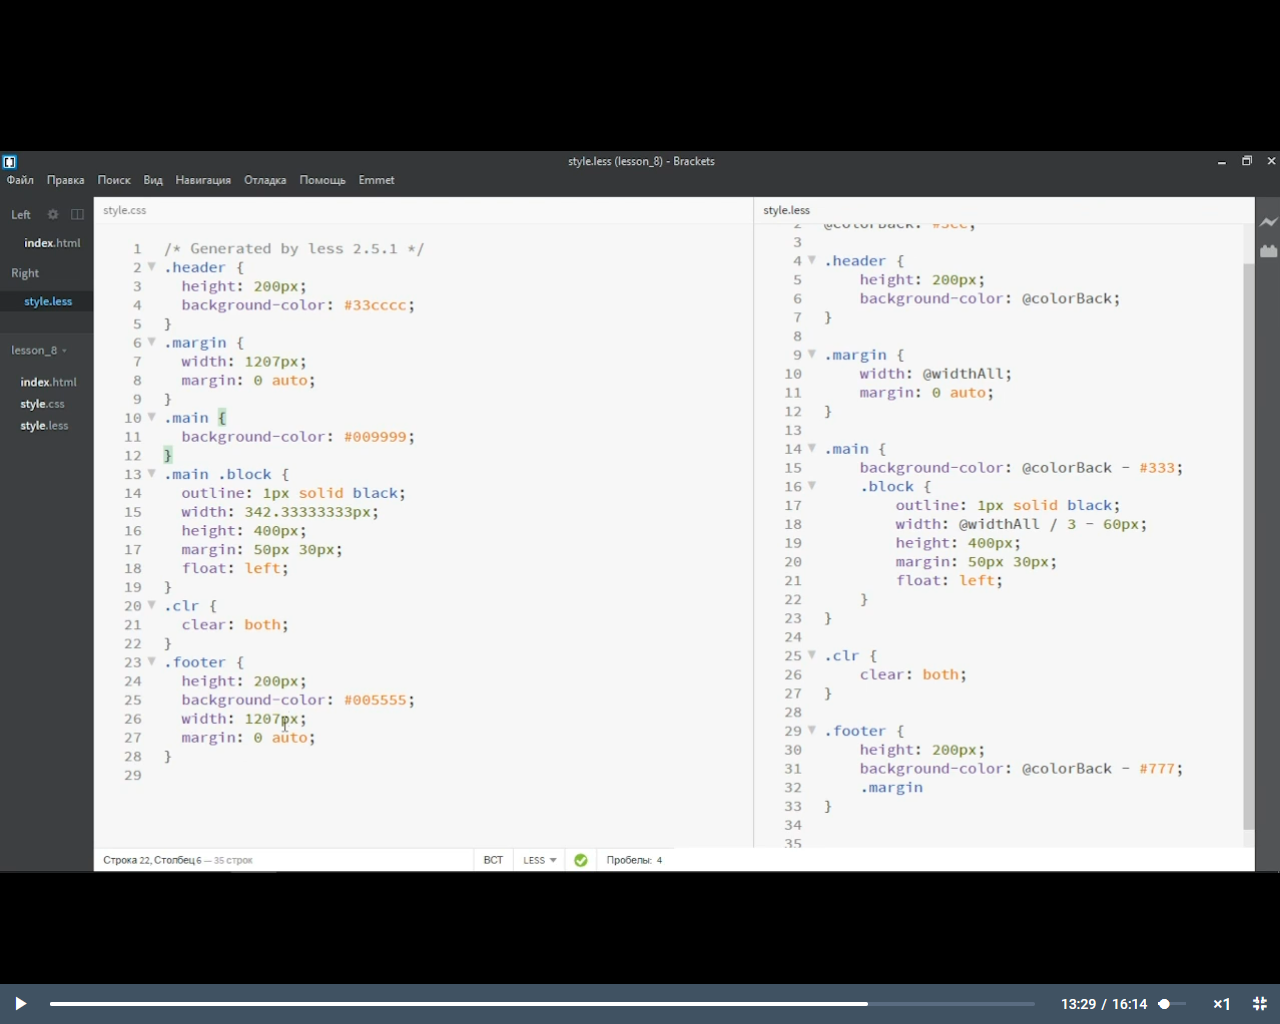 style.less (lesson_8) - Brackets
Файл Правка Поиск Вид Навигация Отладка Помощь Emmet
Left
index.html
Right
style.less
lesson_8
index.html
style.css
style.less
style.css
1 /* Generated by less 2.5.1 */
2 .header {
3 height: 200px;
4 background-color: #33cccc;
5 }
6 .margin {
7 width: 1207px;
8 margin: 0 auto;
9 }
10 .main {
11 background-color: #009999;
12 }
13 .main .block {
14 outline: 1px solid black;
15 width: 342.33333333px;
16 height: 400px;
17 margin: 50px 30px;
18 float: left;
19 }
20 .clr {
21 clear: both;
22 }
23 .footer {
24 height: 200px;
25 background-color: #005555;
26 width: 1207px;
27 margin: 0 auto;
28 }
29
style.less
2 @colorBack: #3cc;
3
4 .header {
5 height: 200px;
6 background-color: @colorBack;
7 }
8
9 .margin {
10 width: @widthAll;
11 margin: 0 auto;
12 }
13
14 .main {
15 background-color: @colorBack - #333;
16 .block {
17 outline: 1px solid black;
18 width: @widthAll / 3 - 60px;
19 height: 400px;
20 margin: 50px 30px;
21 float: left;
22 }
23 }
24
25 .clr {
26 clear: both;
27 }
28
29 .footer {
30 height: 200px;
31 background-color: @colorBack - #777;
32 .margin
33 }
34
35
Строка 22, Столбец 6 — 35 строк ВСТ LESS Пробелы: 4
13:29 / 16:14 ×1